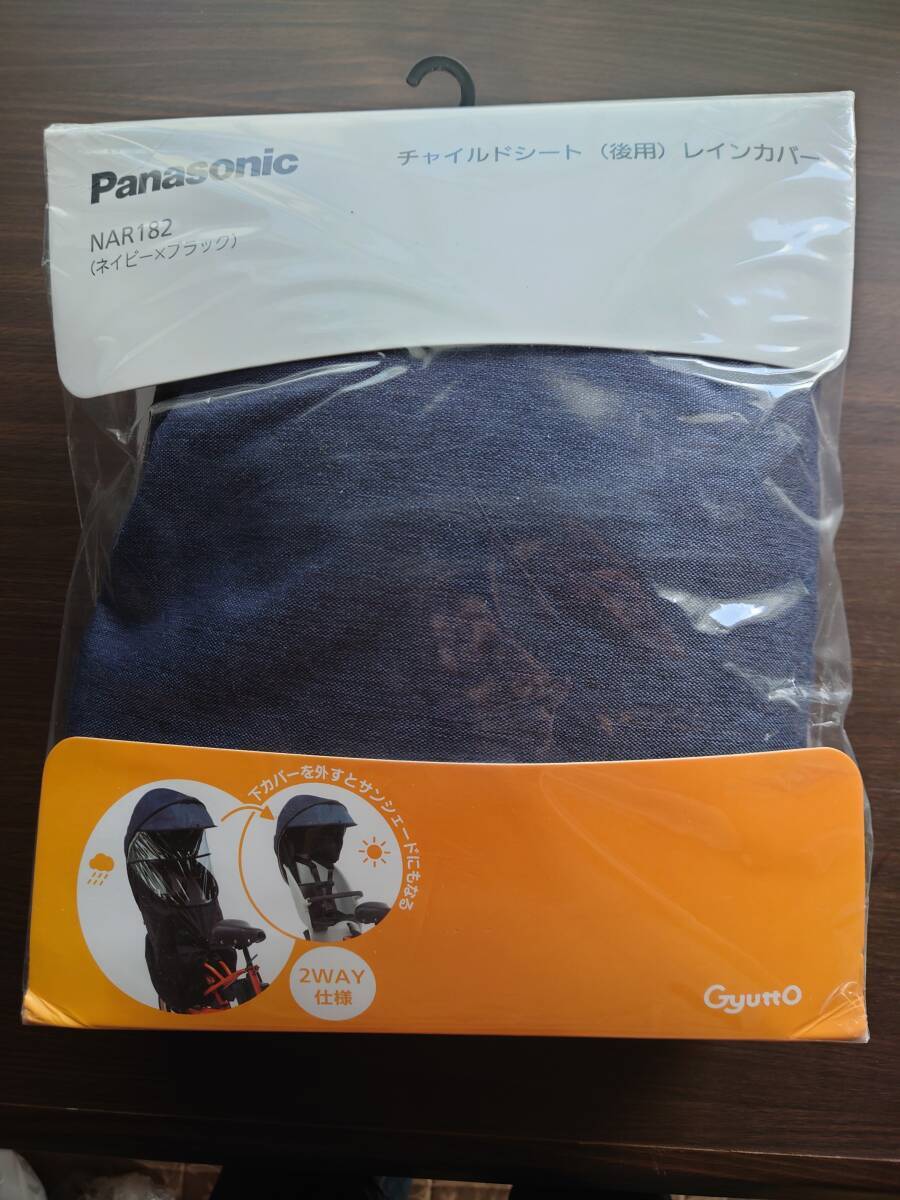 Panasonic
チャイルドシート（後用）レインカバー
NAR182
(ネイビー×ブラック)
下カバーを外すとサンシェードにもなる
2WAY
仕様
Gyutto